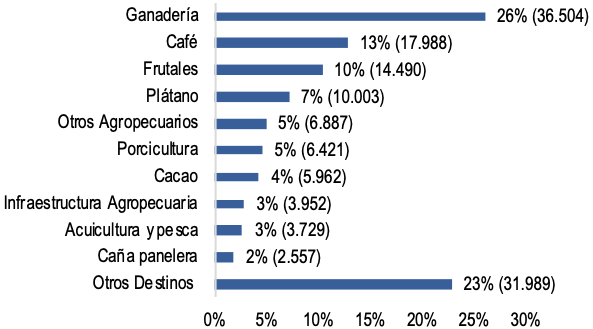 Ganadería 26% (36.504)
Café 13% (17.988)
Frutales 10% (14.490)
Plátano 7% (10.003)
Otros Agropecuarios 5% (6.887)
Porcicultura 5% (6.421)
Cacao 4% (5.962)
Infraestructura Agropecuaria 3% (3.952)
Acuicultura y pesca 3% (3.729)
Caña panelera 2% (2.557)
Otros Destinos 23% (31.989)
0% 5% 10% 15% 20% 25% 30%